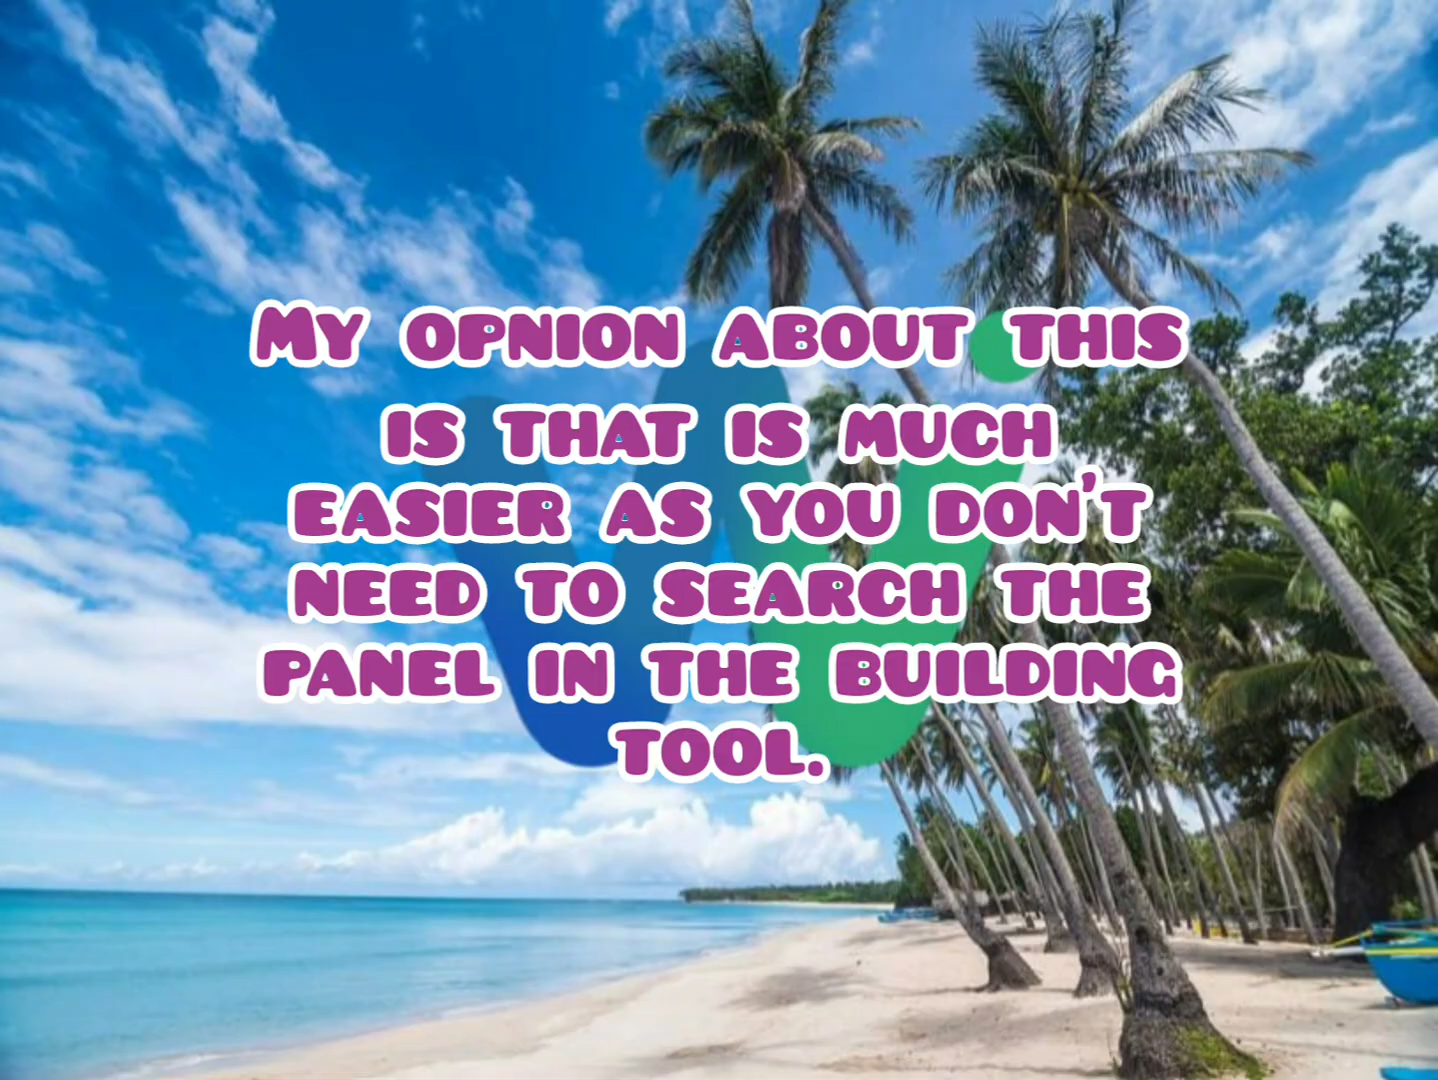 My opnion about this
is that is much
easier as you don't
need to search the
panel in the building
tool.